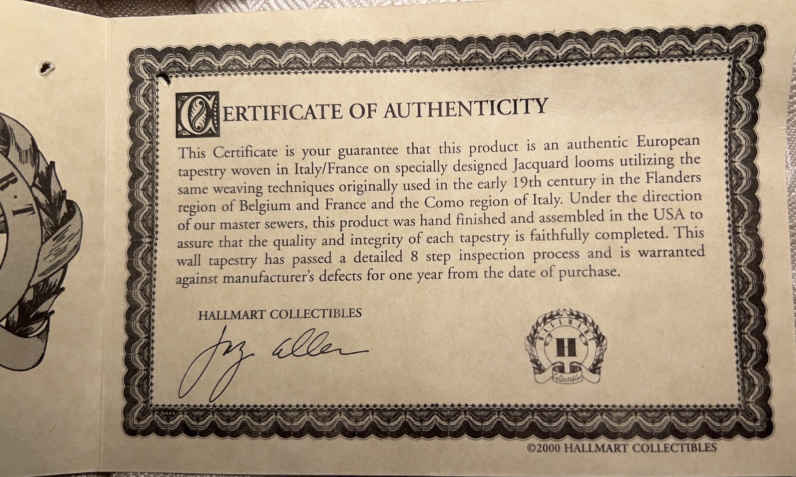 CERTIFICATE OF AUTHENTICITY
This Certificate is your guarantee that this product is an authentic European
tapestry woven in Italy/France on specially designed Jacquard looms utilizing the
same weaving techniques originally used in the early 19th century in the Flanders
region of Belgium and France and the Como region of Italy. Under the direction
of our master sewers, this product was hand finished and assembled in the USA to
assure that the quality and integrity of each tapestry is faithfully completed. This
wall tapestry has passed a detailed 8 step inspection process and is warranted
against manufacturer's defects for one year from the date of purchase.
HALLMART COLLECTIBLES
H
©2000 HALLMART COLLECTIBLES